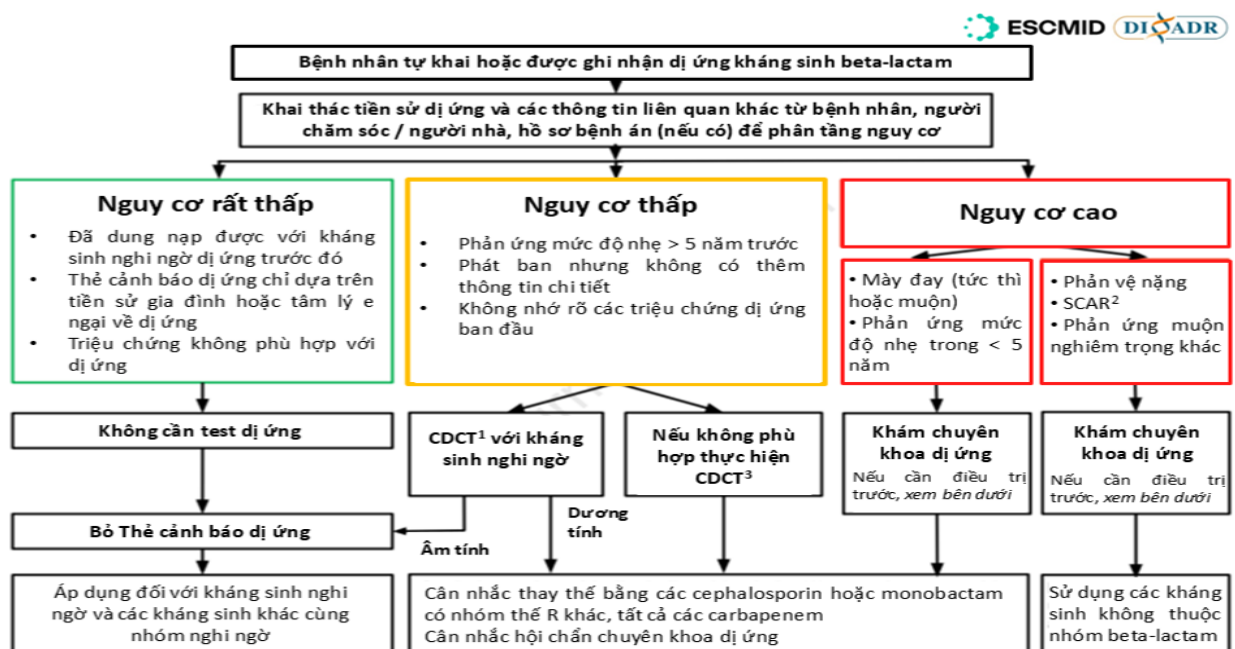 ESCMID DI ADR
Bệnh nhân tự khai hoặc được ghi nhận dị ứng kháng sinh beta-lactam
Khai thác tiền sử dị ứng và các thông tin liên quan khác từ bệnh nhân, người
chăm sóc / người nhà, hồ sơ bệnh án (nếu có) để phân tầng nguy cơ
Nguy cơ rất thấp
• Đã dung nạp được với kháng
sinh nghi ngờ dị ứng trước đó
• Thẻ cảnh báo dị ứng chỉ dựa trên
tiền sử gia đình hoặc tâm lý e
ngại về dị ứng
• Triệu chứng không phù hợp với
dị ứng
Nguy cơ thấp
• Phản ứng mức độ nhẹ > 5 năm trước
• Phát ban nhưng không có thêm
thông tin chi tiết
• Không nhớ rõ các triệu chứng dị ứng
ban đầu
Nguy cơ cao
• Mày đay (tức thì
hoặc muộn)
• Phản ứng mức
độ nhẹ trong < 5
năm
• Phản vệ nặng
• SCAR²
• Phản ứng muộn
nghiêm trọng khác
Không cần test dị ứng
CDCT¹ với kháng
sinh nghi ngờ
Nếu không phù
hợp thực hiện
CDCT³
Khám chuyên
khoa dị ứng
Nếu cần điều trị
trước, xem bên dưới
Khám chuyên
khoa dị ứng
Nếu cần điều trị
trước, xem bên dưới
Bỏ Thẻ cảnh báo dị ứng
Âm tính
Dương
tính
Áp dụng đối với kháng sinh nghi
ngờ và các kháng sinh khác cùng
nhóm nghi ngờ
Cân nhắc thay thế bằng các cephalosporin hoặc monobactam
có nhóm thế R khác, tất cả các carbapenem
Cân nhắc hội chẩn chuyên khoa dị ứng
Sử dụng các kháng
sinh không thuộc
nhóm beta-lactam